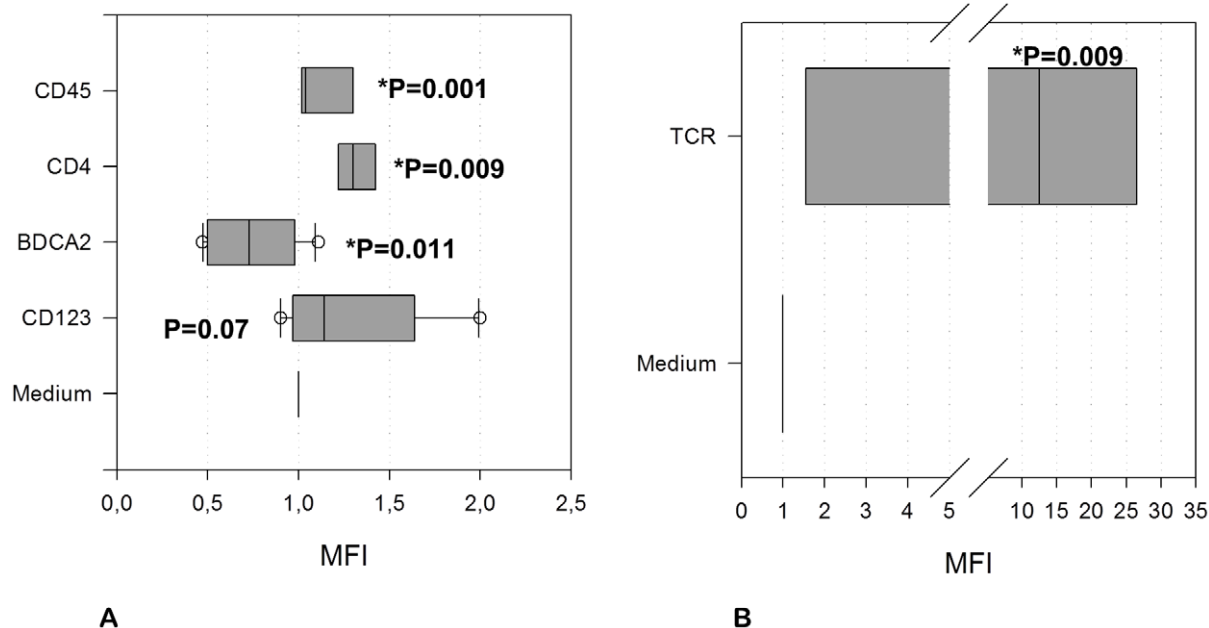 CD45
*P=0.001
CD4
*P=0.009
BDCA2
*P=0.011
CD123
P=0.07
Medium
0,0 0,5 1,0 1,5 2,0 2,5
MFI
A
*P=0.009
TCR
Medium
0 1 2 3 4 5 10 15 20 25 30 35
MFI
B